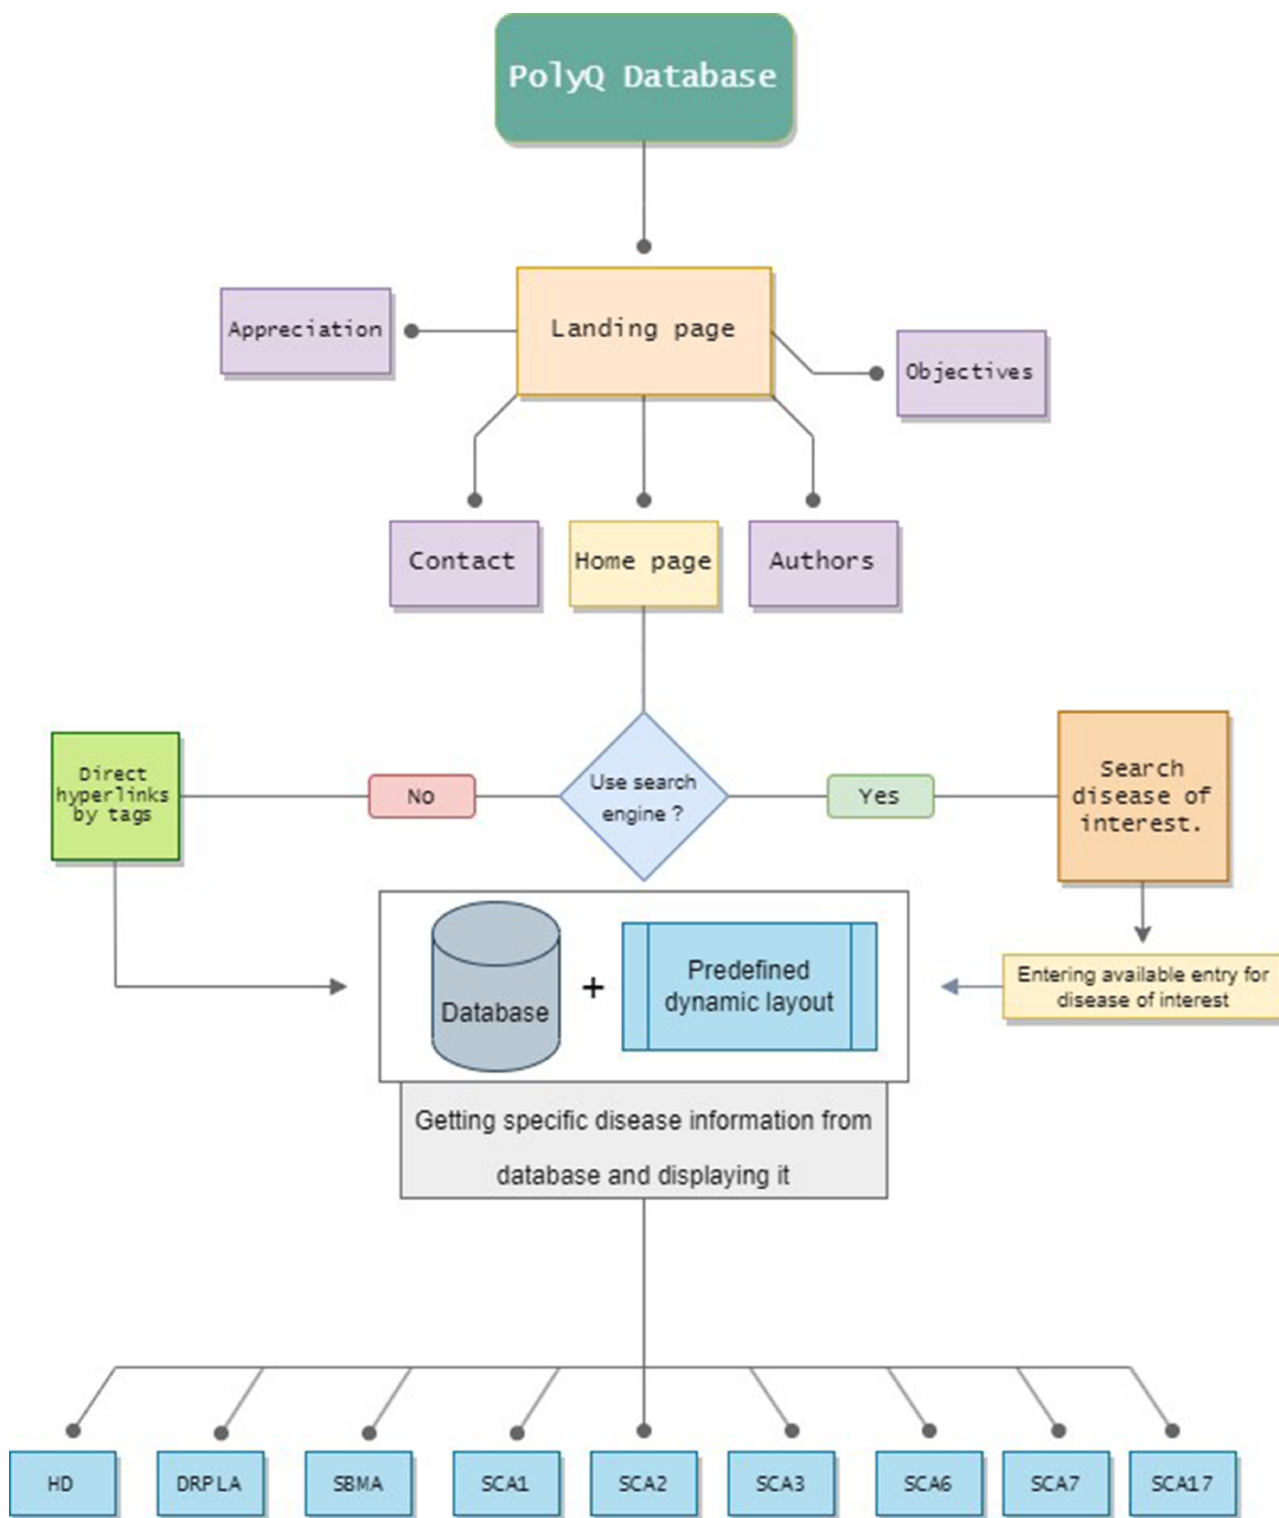 PolyQ Database
Landing page
Appreciation
Objectives
Contact
Home page
Authors
Direct
hyperlinks
by tags
No
Use search
engine ?
Yes
Search
disease of
interest.
Database
+
Predefined
dynamic layout
Entering available entry for
disease of interest
Getting specific disease information from
database and displaying it
HD
DRPLA
SBMA
SCA1
SCA2
SCA3
SCA6
SCA7
SCA17